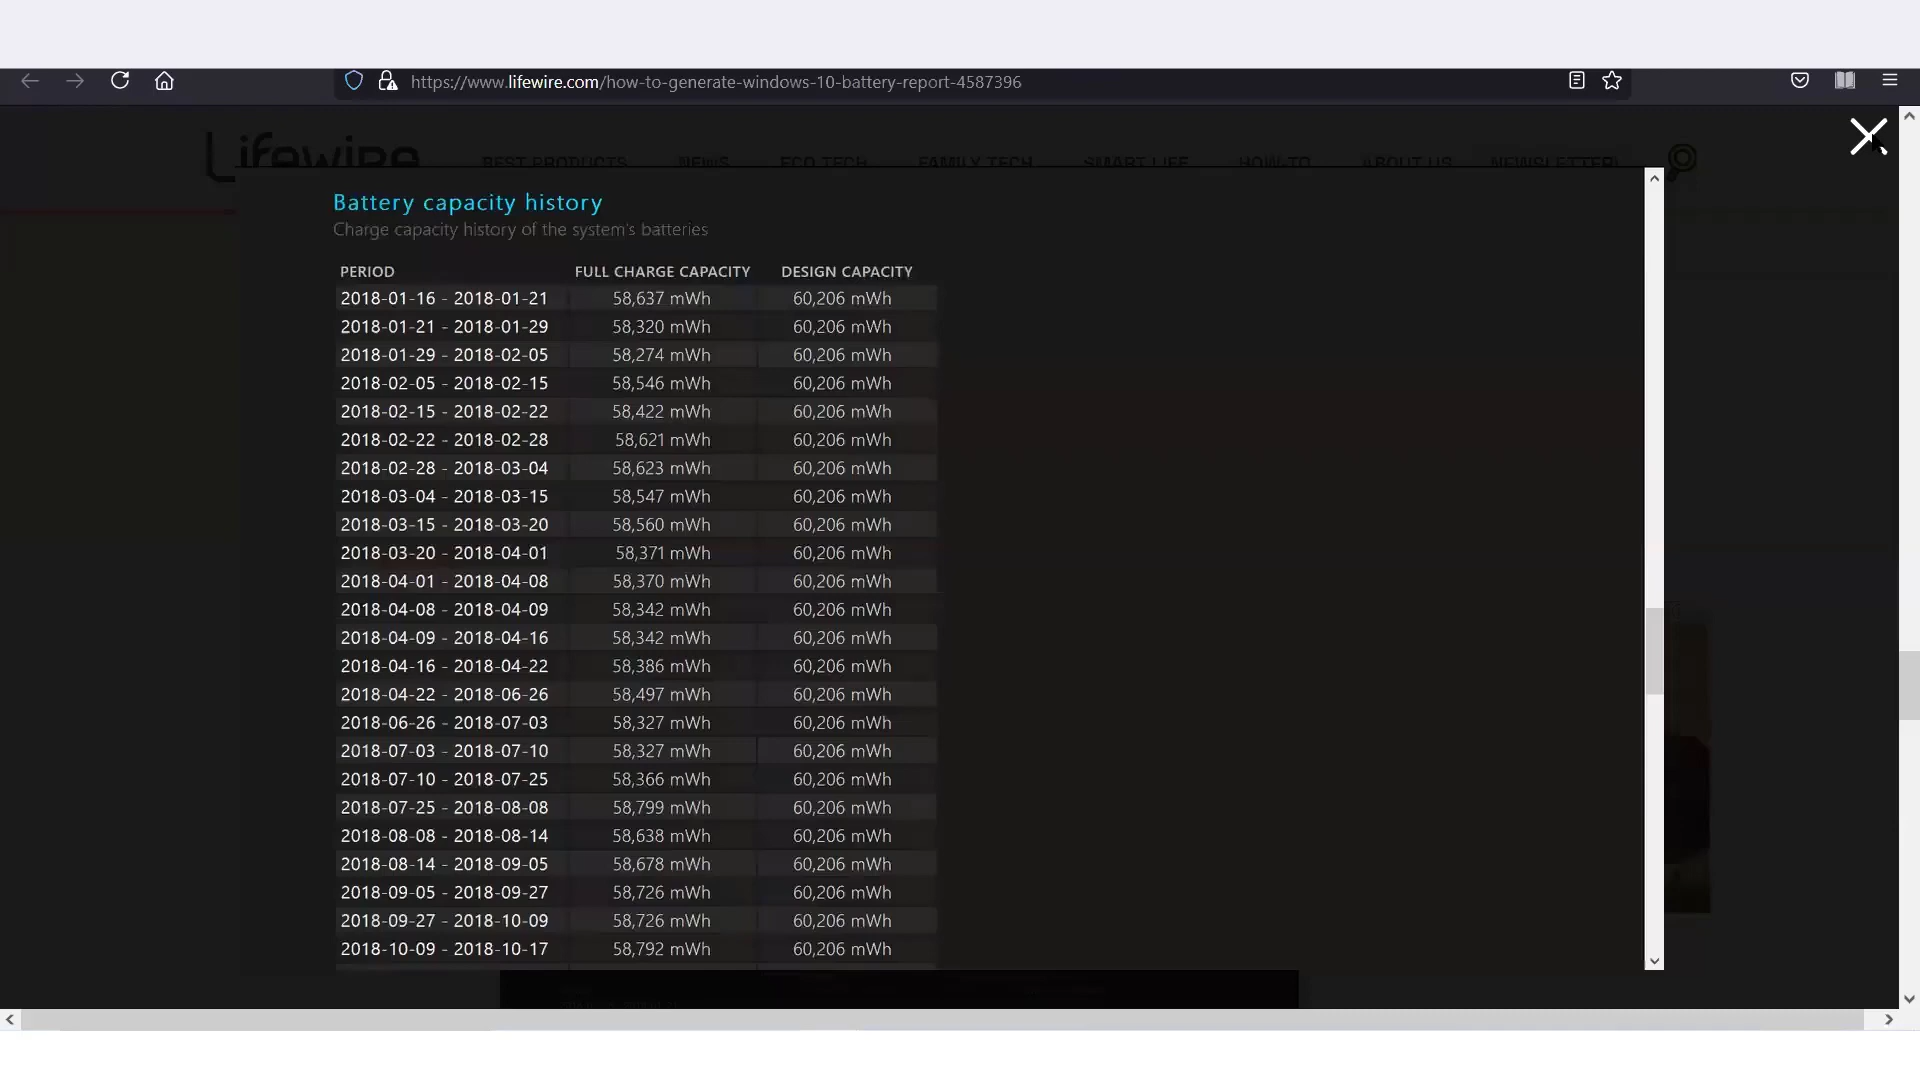 https://www.lifewire.com/how-to-generate-windows-10-battery-report-4587396
Lifewire BEST PRODUCTS NEWS ECO TECH FAMILY TECH SMART LIFE HOW-TO ABOUT US NEWSLETTER!
Battery capacity history
Charge capacity history of the system's batteries
PERIOD FULL CHARGE CAPACITY DESIGN CAPACITY
2018-01-16 - 2018-01-21 58,637 mWh 60,206 mWh
2018-01-21 - 2018-01-29 58,320 mWh 60,206 mWh
2018-01-29 - 2018-02-05 58,274 mWh 60,206 mWh
2018-02-05 - 2018-02-15 58,546 mWh 60,206 mWh
2018-02-15 - 2018-02-22 58,422 mWh 60,206 mWh
2018-02-22 - 2018-02-28 58,621 mWh 60,206 mWh
2018-02-28 - 2018-03-04 58,623 mWh 60,206 mWh
2018-03-04 - 2018-03-15 58,547 mWh 60,206 mWh
2018-03-15 - 2018-03-20 58,560 mWh 60,206 mWh
2018-03-20 - 2018-04-01 58,371 mWh 60,206 mWh
2018-04-01 - 2018-04-08 58,370 mWh 60,206 mWh
2018-04-08 - 2018-04-09 58,342 mWh 60,206 mWh
2018-04-09 - 2018-04-16 58,342 mWh 60,206 mWh
2018-04-16 - 2018-04-22 58,386 mWh 60,206 mWh
2018-04-22 - 2018-06-26 58,497 mWh 60,206 mWh
2018-06-26 - 2018-07-03 58,327 mWh 60,206 mWh
2018-07-03 - 2018-07-10 58,327 mWh 60,206 mWh
2018-07-10 - 2018-07-25 58,366 mWh 60,206 mWh
2018-07-25 - 2018-08-08 58,799 mWh 60,206 mWh
2018-08-08 - 2018-08-14 58,638 mWh 60,206 mWh
2018-08-14 - 2018-09-05 58,678 mWh 60,206 mWh
2018-09-05 - 2018-09-27 58,726 mWh 60,206 mWh
2018-09-27 - 2018-10-09 58,726 mWh 60,206 mWh
2018-10-09 - 2018-10-17 58,792 mWh 60,206 mWh